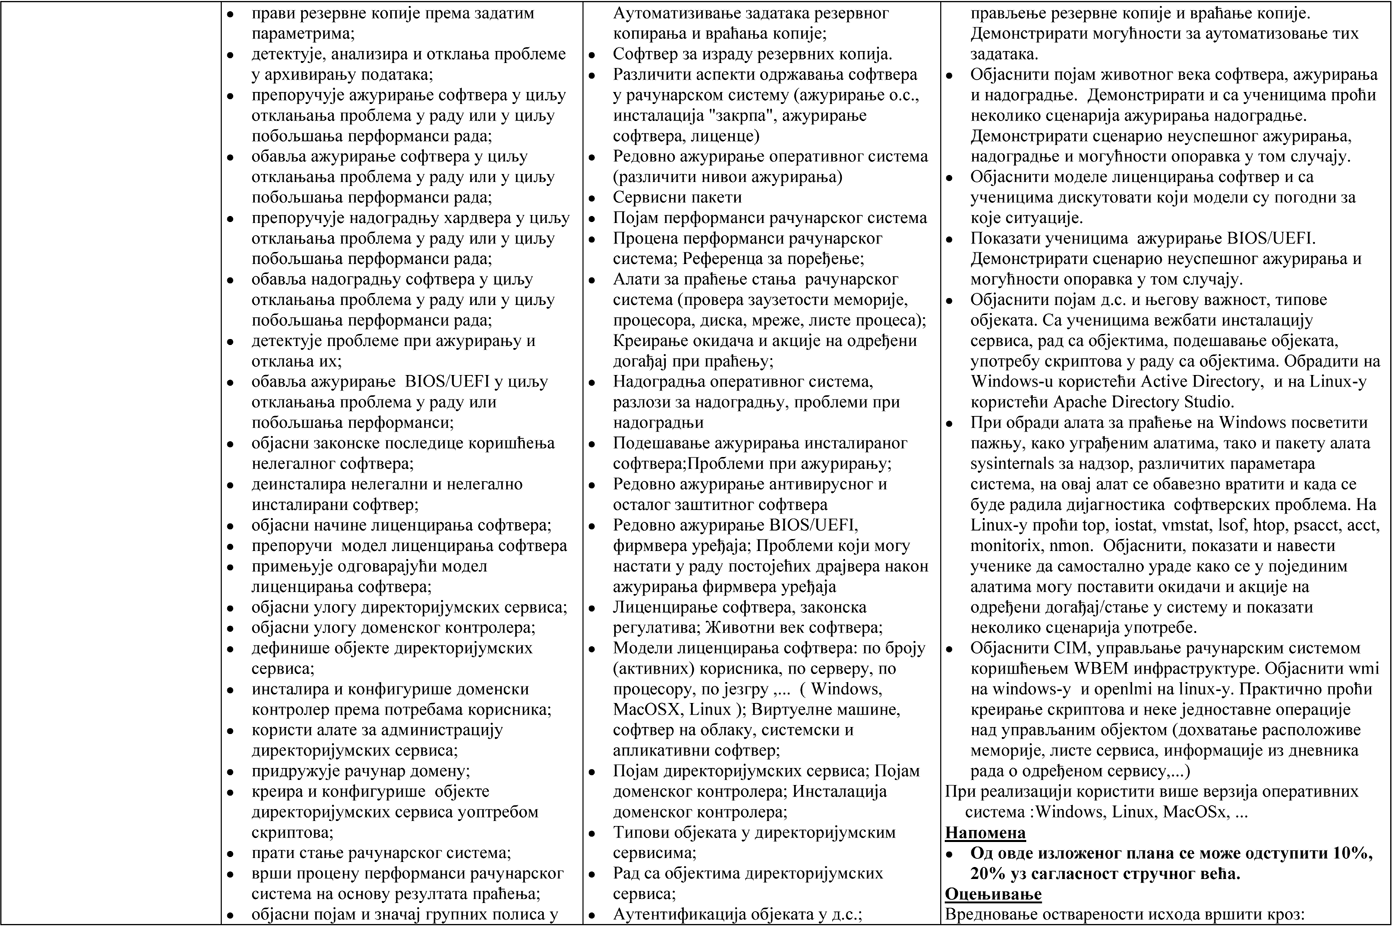 прави резервне копије према задатим
параметрима;
детектује, анализира и отклања проблеме
у архивирању података;
препоручује ажурирање софтвера у циљу
отклањања проблема у раду или у циљу
побољшања перформанси рада;
обавља ажурирање софтвера у циљу
отклањања проблема у раду или у циљу
побољшања перформанси рада;
препоручује надоградњу хардвера у циљу
отклањања проблема у раду или у циљу
побољшања перформанси рада;
обавља надоградњу софтвера у циљу
отклањања проблема у раду или у циљу
побољшања перформанси рада;
детектује проблеме при ажурирању и
отклања их;
обавља ажурирање BIOS/UEFI у циљу
отклањања проблема у раду или
побољшања перформанси;
објасни законске последице коришћења
нелегалног софтвера;
деинсталира нелегални и нелегално
инсталирани софтвер;
објасни начине лиценцирања софтвера;
препоручи модел лиценцирања софтвера
примењује одговарајући модел
лиценцирања софтвера;
објасни улогу директоријумских сервиса;
објасни улогу доменског контролера;
дефинише објекте директоријумских
сервиса;
инсталира и конфигурише доменски
контролер према потребама корисника;
користи алате за администрацију
директоријумских сервиса;
придружује рачунар домену;
креира и конфигурише објекте
директоријумских сервиса уоптребом
скриптова;
прати стање рачунарског система;
врши процену перформанси рачунарског
система на основу резултата праћења;
објасни појам и значај групних полиса у
Аутоматизивање задатака резервног
копирања и враћања копије;
Софтвер за израду резервних копија.
Различити аспекти одржавања софтвера
у рачунарском систему (ажурирање о.с.,
инсталација "закрпа", ажурирање
софтвера, лиценце)
Редовно ажурирање оперативног система
(различити нивои ажурирања)
Сервисни пакети
Појам перформанси рачунарског система
Процена перформанси рачунарског
система; Референца за поређење;
Алати за праћење стања рачунарског
система (провера заузетости меморије,
процесора, диска, мреже, листе процеса);
Креирање окидача и акције на одређени
догађај при праћењу;
Надоградња оперативног система,
разлози за надоградњу, проблеми при
надоградњи
Подешавање ажурирања инсталираног
софтвера;Проблеми при ажурирању;
Редовно ажурирање антивирусног и
осталог заштитног софтвера
Редовно ажурирање BIOS/UEFI,
фирмвера уређаја; Проблеми који могу
настати у раду постојећих драјвера након
ажурирања фирмвера уређаја
Лиценцирање софтвера, законска
регулатива; Животни век софтвера;
Модели лиценцирања софтвера: по броју
(активних) корисника, по серверу, по
процесору, по језгру ,... ( Windows,
MacOSX, Linux ); Виртуелне машине,
софтвер на облаку, системски и
апликативни софтвер;
Појам директоријумских сервиса; Појам
доменског контролера; Инсталација
доменског контролера;
Типови објеката у директоријумским
сервисима;
Рад са објектима директоријумских
сервиса;
Аутентификација објеката у д.с.;
прављење резервне копије и враћање копије.
Демонстрирати могућности за аутоматизовање тих
задатака.
Објаснити појам животног века софтвера, ажурирања
и надоградње. Демонстрирати и са ученицима проћи
неколико сценарија ажурирања надоградње.
Демонстрирати сценарио неуспешног ажурирања,
надоградње и могућности опоравка у том случају.
Објаснити моделе лиценцирања софтвер и са
ученицима дискутовати који модели су погодни за
које ситуације.
Показати ученицима ажурирање BIOS/UEFI.
Демонстрирати сценарио неуспешног ажурирања и
могућности опоравка у том случају.
Објаснити појам д.с. и његову важност, типове
објеката. Са ученицима вежбати инсталацију
сервиса, рад са објектима, подешавање објеката,
употребу скриптова у раду са објектима. Обрадити на
Windows-u користећи Active Directory, и на Linux-у
користећи Apache Directory Studio.
При обради алата за праћење на Windows посветити
пажњу, како уграђеним алатима, тако и пакету алата
sysinternals за надзор, различитих параметара
система, на овај алат се обавезно вратити и када се
буде радила дијагностика софтверских проблема. На
Linux-у проћи top, iostat, vmstat, lsof, htop, psacct, acct,
monitorix, nmon. Објаснити, показати и навести
ученике да самостално ураде како се у појединим
алатима могу поставити окидачи и акције на
одређени догађај/стање у систему и показати
неколико сценарија употребе.
Објаснити CIM, управљање рачунарским системом
коришћењем WBEM инфраструктуре. Објаснити wmi
на windows-у и openlmi на linux-у. Практично проћи
креирање скриптова и неке једноставне операције
над управљаним објектом (дохватање расположиве
меморије, листе сервиса, информације из дневника
рада о одређеном сервису,...)
При реализацији користити више верзија оперативних
система :Windows, Linux, MacOSx, ...
Напомена
Од овде изложеног плана се може одступити 10%,
20% уз сагласност стручног већа.
Оцењивање
Вредновање остварености исхода вршити кроз: